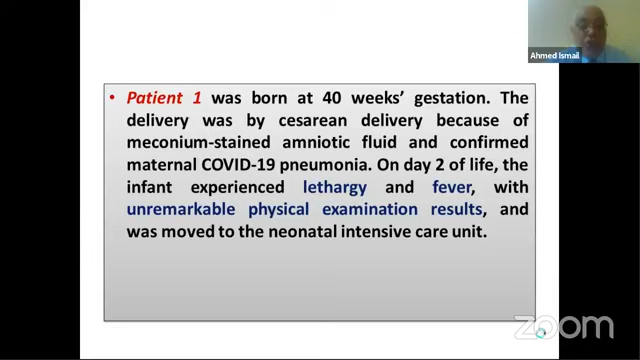 Ahmed Ismail
• Patient 1 was born at 40 weeks’ gestation. The
delivery was by cesarean delivery because of
meconium-stained amniotic fluid and confirmed
maternal COVID-19 pneumonia. On day 2 of life, the
infant experienced lethargy and fever, with
unremarkable physical examination results, and
was moved to the neonatal intensive care unit.
zoom